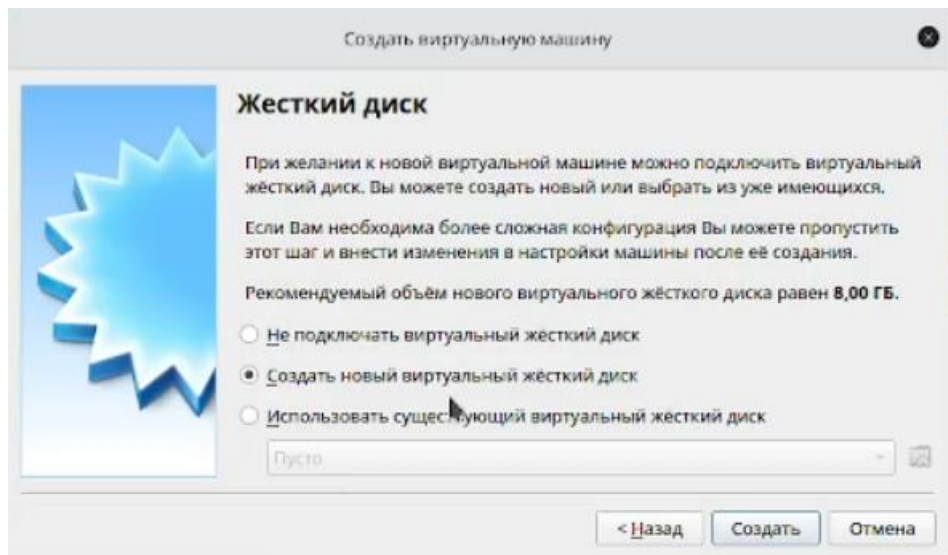 Создать виртуальную машину
Жесткий диск
При желании к новой виртуальной машине можно подключить виртуальный
жёсткий диск. Вы можете создать новый или выбрать из уже имеющихся.
Если Вам необходима более сложная конфигурация Вы можете пропустить
этот шаг и внести изменения в настройки машины после её создания.
Рекомендуемый объём нового виртуального жёсткого диска равен 8,00 ГБ.
Не подключать виртуальный жёсткий диск
Создать новый виртуальный жёсткий диск
Использовать существующий виртуальный жёсткий диск
Пусто
< Назад Создать Отмена